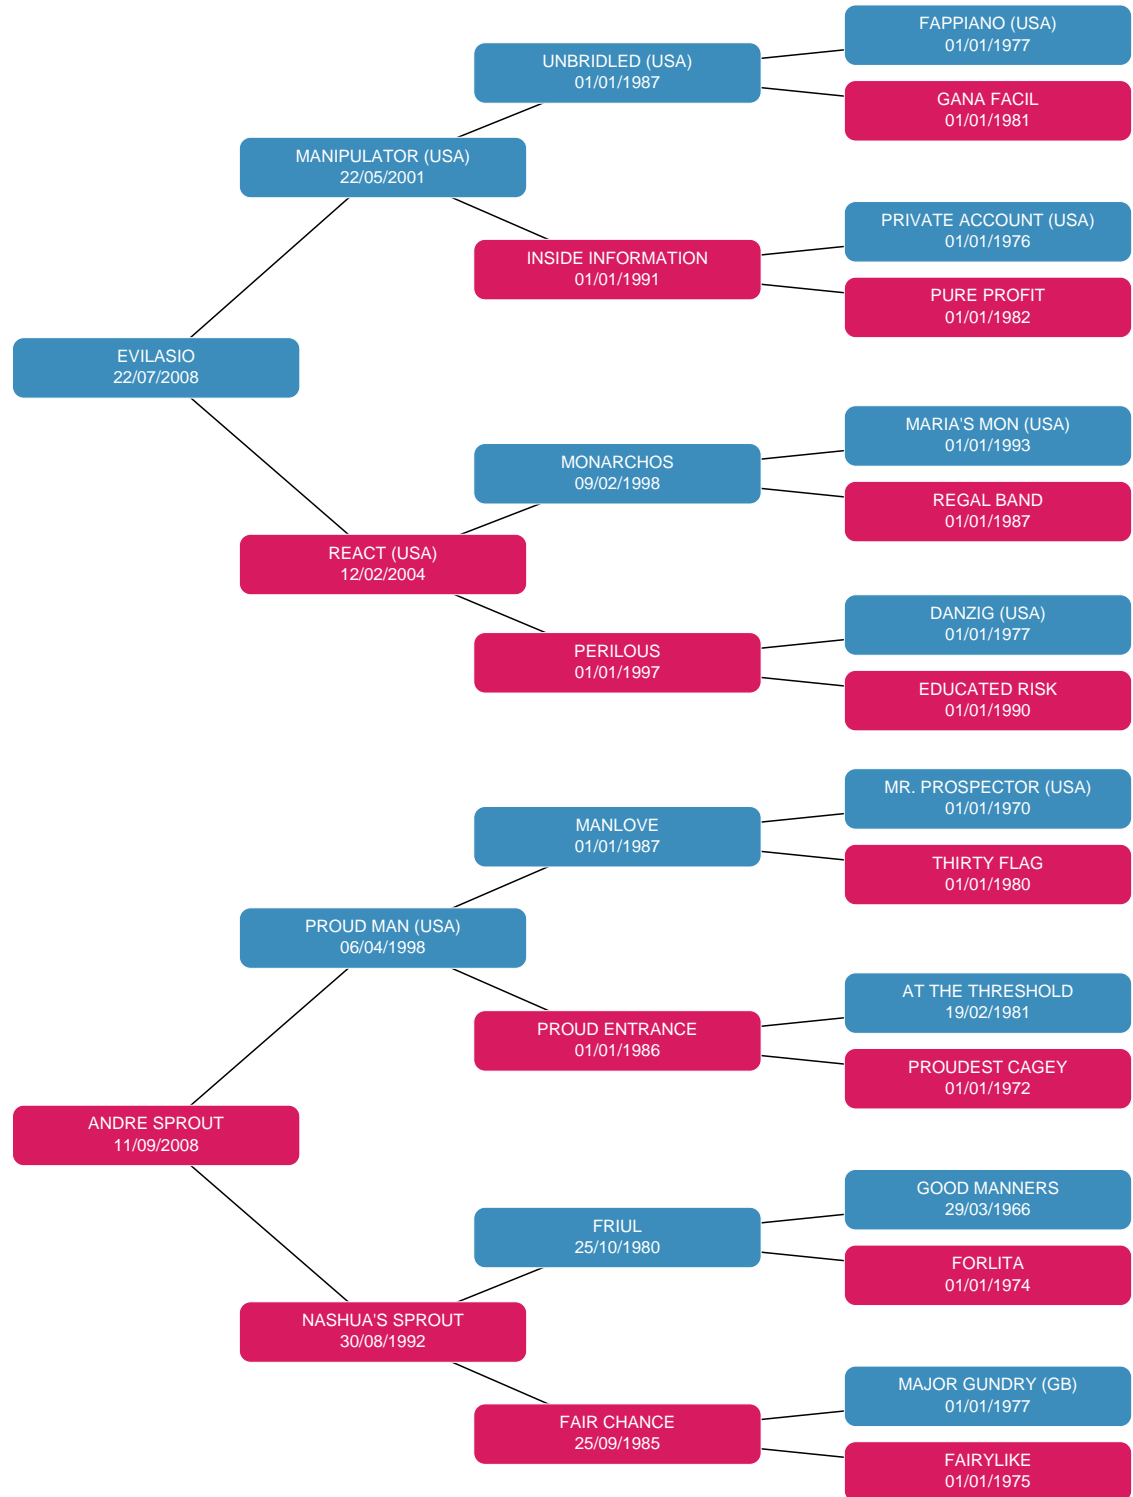 FAPPIANO (USA)
01/01/1977
UNBRIDLED (USA)
01/01/1987
GANA FACIL
01/01/1981
MANIPULATOR (USA)
22/05/2001
PRIVATE ACCOUNT (USA)
01/01/1976
INSIDE INFORMATION
01/01/1991
PURE PROFIT
01/01/1982
EVILASIO
22/07/2008
MARIA'S MON (USA)
01/01/1993
MONARCHOS
09/02/1998
REGAL BAND
01/01/1987
REACT (USA)
12/02/2004
DANZIG (USA)
01/01/1977
PERILOUS
01/01/1997
EDUCATED RISK
01/01/1990
MR. PROSPECTOR (USA)
01/01/1970
MANLOVE
01/01/1987
THIRTY FLAG
01/01/1980
PROUD MAN (USA)
06/04/1998
AT THE THRESHOLD
19/02/1981
PROUD ENTRANCE
01/01/1986
PROUDEST CAGEY
01/01/1972
ANDRE SPROUT
11/09/2008
GOOD MANNERS
29/03/1966
FRIUL
25/10/1980
FORLITA
01/01/1974
NASHUA'S SPROUT
30/08/1992
MAJOR GUNDRY (GB)
01/01/1977
FAIR CHANCE
25/09/1985
FAIRYLIKE
01/01/1975